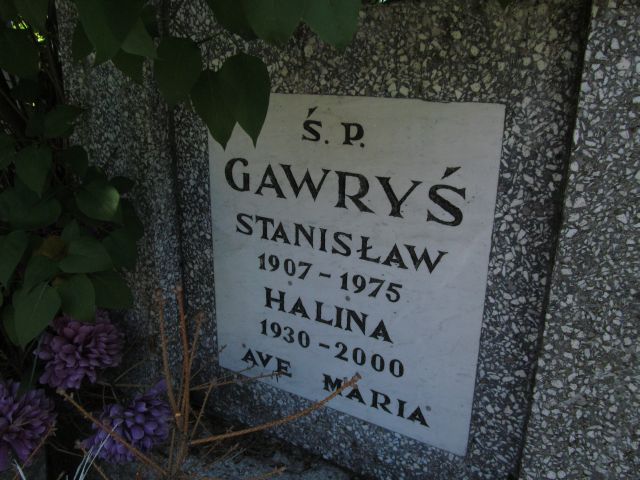 Ś. P.
GAWRYŚ
STANISŁAW
1907 - 1975
HALINA
1930 - 2000
AVE MARIA